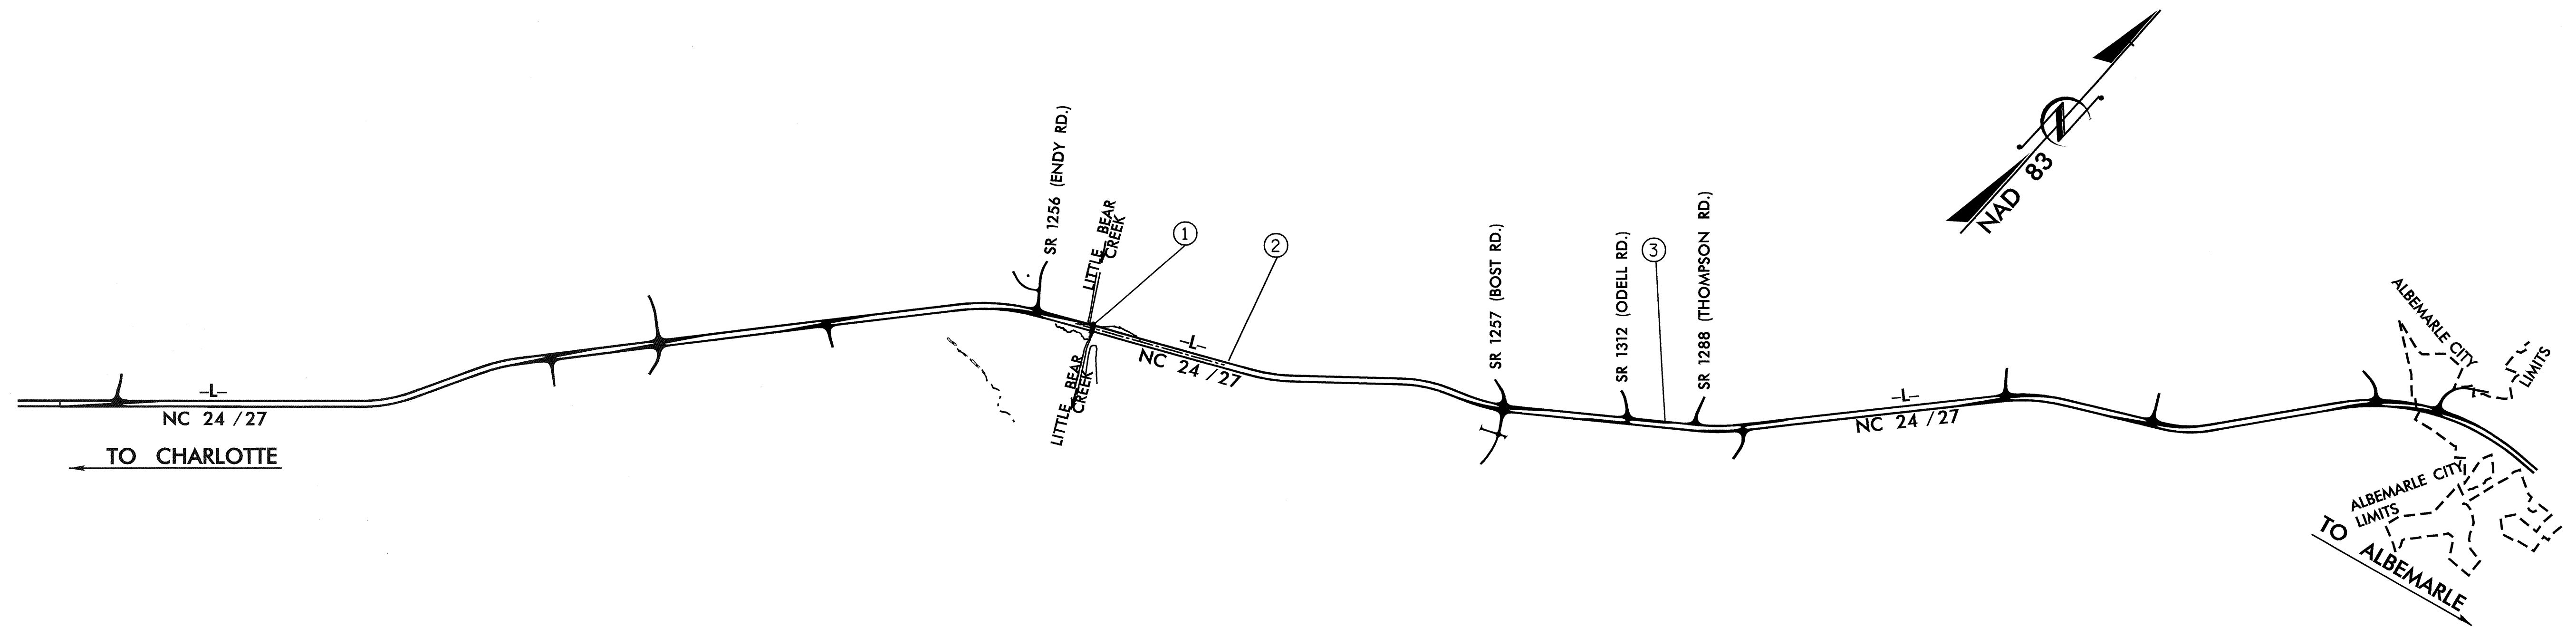 NAD 83
SR 1256 (ENDY RD.)
LITTLE BEAR
CREEK
1
2
SR 1257 (BOST RD.)
SR 1312 (ODELL RD.)
3
SR 1288 (THOMPSON RD.)
ALBEMARLE CITY
LIMITS
-L-
NC 24/27
TO CHARLOTTE
LITTLE BEAR
CREEK
-L-
NC 24/27
-L-
NC 24/27
ALBEMARLE CITY
LIMITS
TO ALBEMARLE